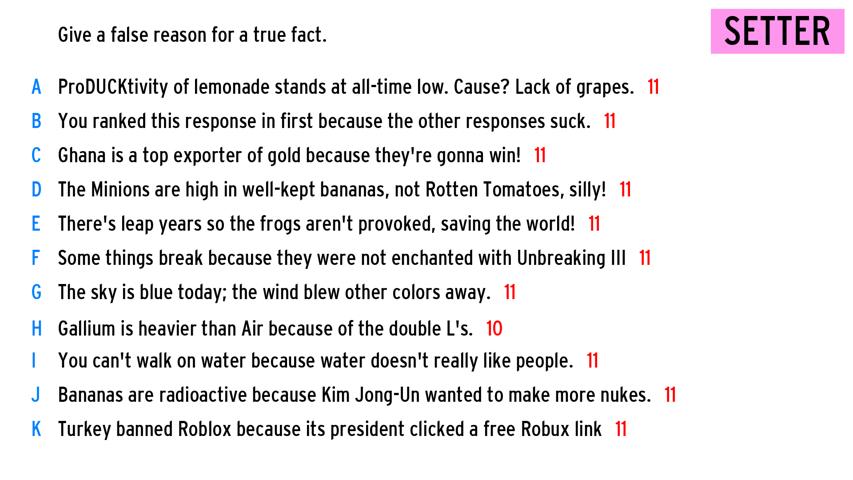 Give a false reason for a true fact.
SETTER
A ProDUCKtivity of lemonade stands at all-time low. Cause? Lack of grapes. 11
B You ranked this response in first because the other responses suck. 11
C Ghana is a top exporter of gold because they're gonna win! 11
D The Minions are high in well-kept bananas, not Rotten Tomatoes, silly! 11
E There's leap years so the frogs aren't provoked, saving the world! 11
F Some things break because they were not enchanted with Unbreaking III 11
G The sky is blue today; the wind blew other colors away. 11
H Gallium is heavier than Air because of the double L's. 10
I You can't walk on water because water doesn't really like people. 11
J Bananas are radioactive because Kim Jong-Un wanted to make more nukes. 11
K Turkey banned Roblox because its president clicked a free Robux link 11